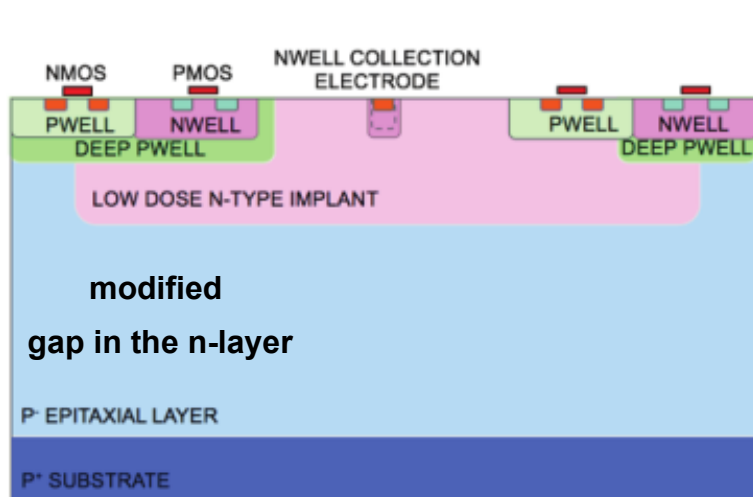 NMOS PMOS NWELL COLLECTION
ELECTRODE
PWELL NWELL PWELL NWELL
DEEP PWELL DEEP PWELL
LOW DOSE N-TYPE IMPLANT
modified
gap in the n-layer
P⁻ EPITAXIAL LAYER
P⁺ SUBSTRATE